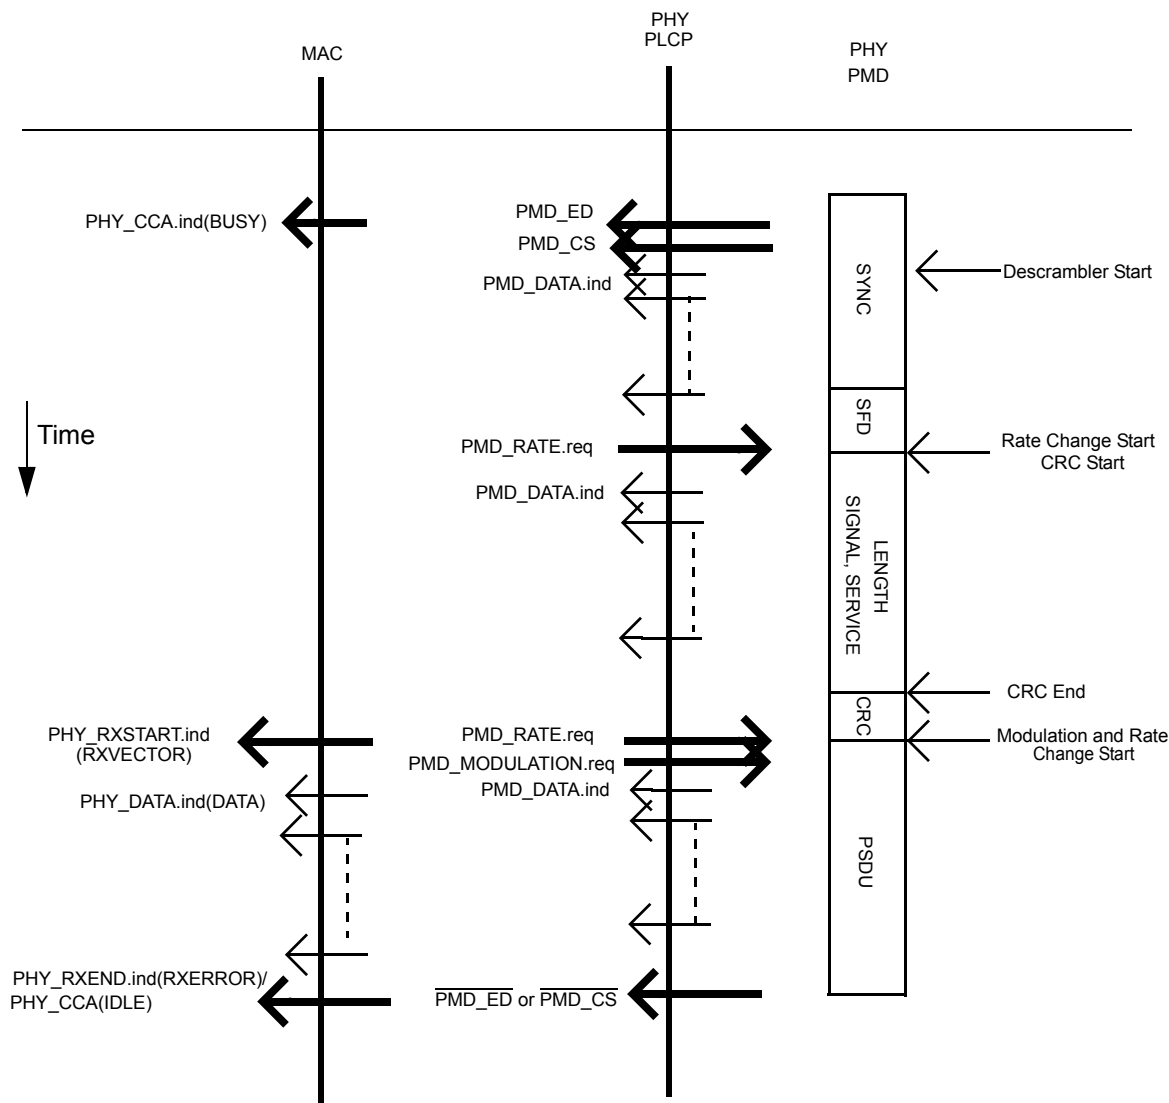 MAC
PHY
PLCP
PHY
PMD
PHY_CCA.ind(BUSY)
PMD_ED
PMD_CS
PMD_DATA.ind
SYNC
Descrambler Start
Time
SFD
PMD_RATE.req
Rate Change Start
CRC Start
PMD_DATA.ind
LENGTH
SIGNAL, SERVICE
CRC End
CRC
PHY_RXSTART.ind
(RXVECTOR)
PMD_RATE.req
PMD_MODULATION.req
Modulation and Rate
Change Start
PHY_DATA.ind(DATA)
PMD_DATA.ind
PSDU
PHY_RXEND.ind(RXERROR)/
PHY_CCA(IDLE)
PMD_ED or PMD_CS